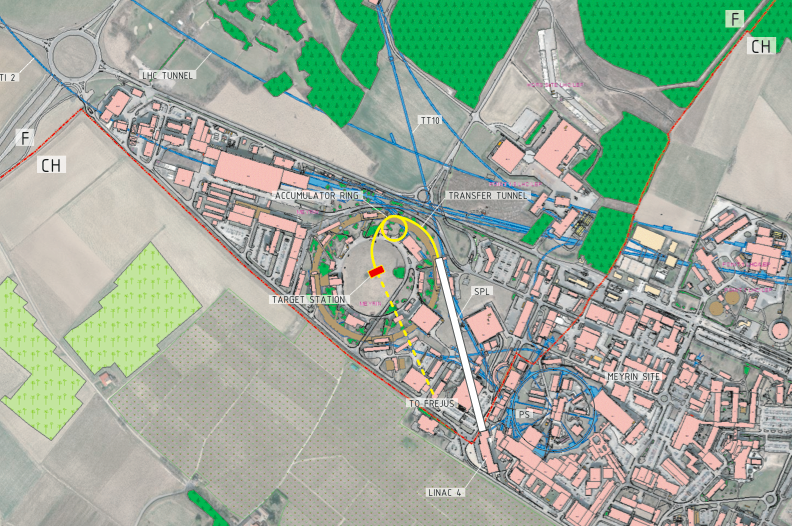 F
CH
TI 2
LHC TUNNEL
TT10
F
CH
ACCUMULATOR RING
TRANSFER TUNNEL
TARGET STATION
SPL
MEYRIN SITE
TO FREJUS
PS
LINAC 4